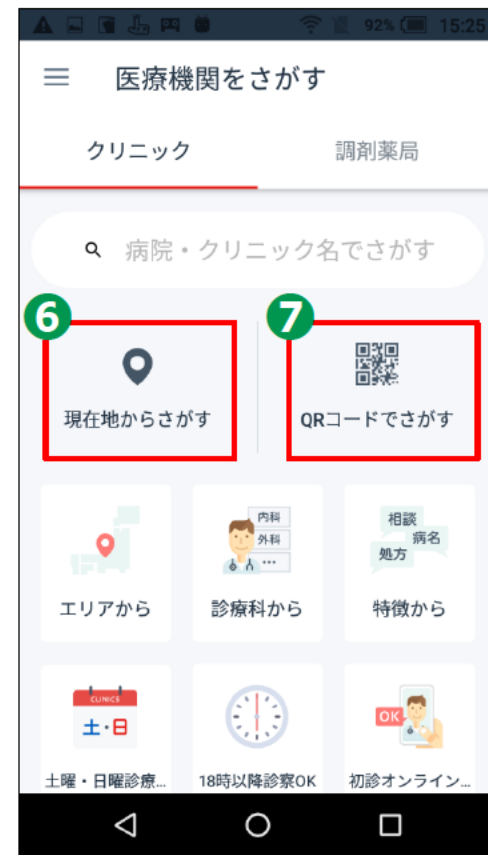 92% 15:25
医療機関をさがす
クリニック 調剤薬局
病院・クリニック名でさがす
6 7
現在地からさがす QRコードでさがす
内科
外科
…
相談
病名
処方
エリアから 診療科から 特徴から
CLINICS
土・日
OK
土曜・日曜診療… 18時以降診察OK 初診オンライン…